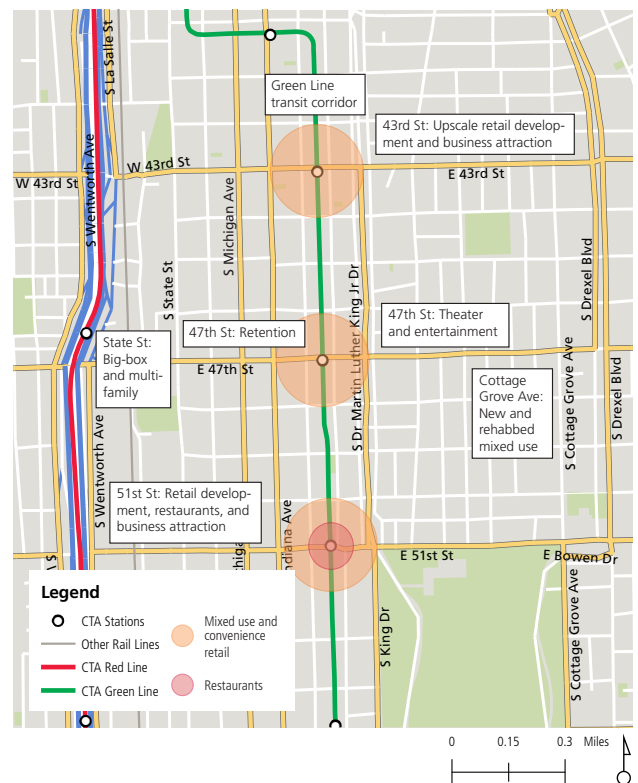 S La Salle St
Green Line
transit corridor
43rd St: Upscale retail develop-
ment and business attraction
S Wentworth Ave
W 43rd St
W 43rd St
E 43rd St
S Michigan Ave
S State St
S Drexel Blvd
47th St: Retention
47th St: Theater
and entertainment
State St:
Big-box
and multi-
family
E 47th St
S Dr Martin Luther King Jr Dr
Cottage
Grove Ave:
New and
rehabbed
mixed use
S Cottage Grove Ave
S Drexel Blvd
S Wentworth Ave
51st St: Retail develop-
ment, restaurants, and
business attraction
ndiana Ave
E 51st St
E Bowen Dr
S King Dr
S Cottage Grove Ave
Legend
CTA Stations
Other Rail Lines
CTA Red Line
CTA Green Line
Mixed use and
convenience
retail
Restaurants
0 0.15 0.3 Miles